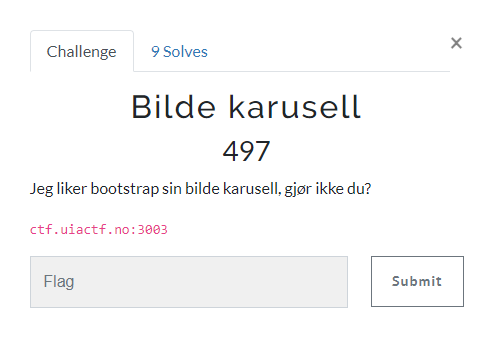 Challenge
9 Solves
×
Bilde karusell
497
Jeg liker bootstrap sin bilde karusell, gjør ikke du?
ctf.uiactf.no:3003
Flag
Submit